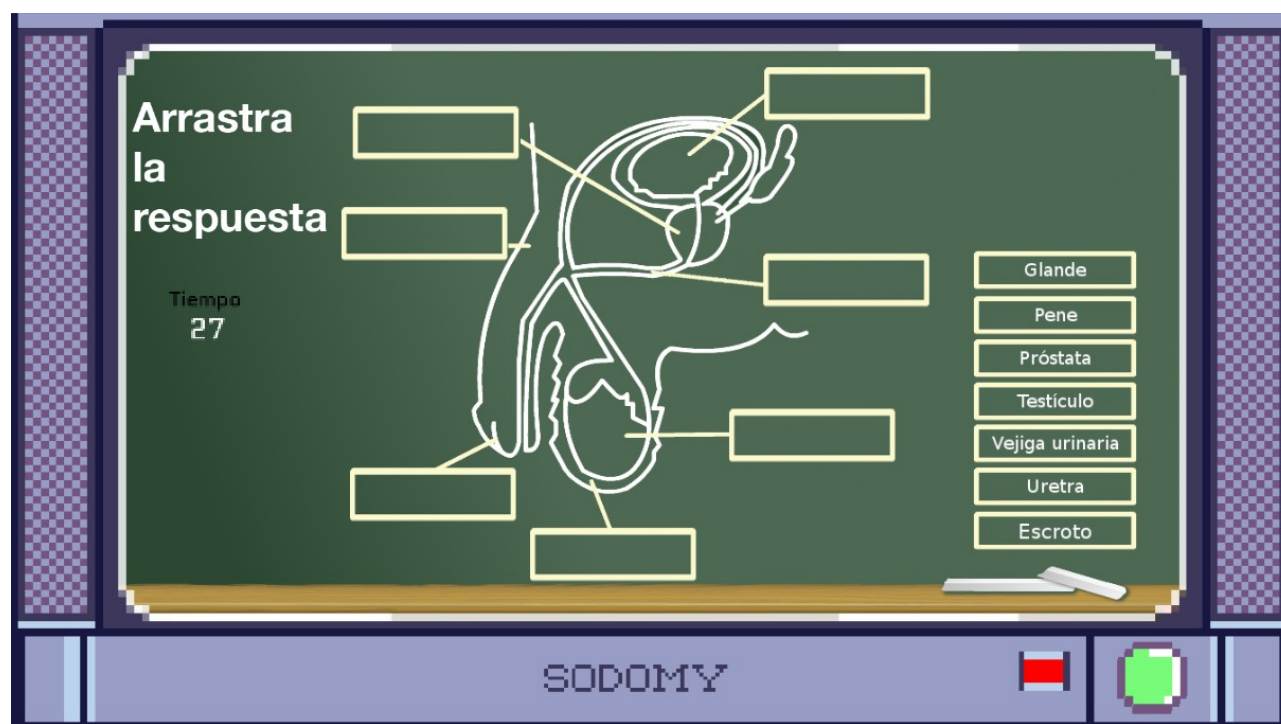 Arrastra
la
respuesta
Tiempo
27
Glande
Pene
Próstata
Testículo
Vejiga urinaria
Uretra
Escroto
SODOMY